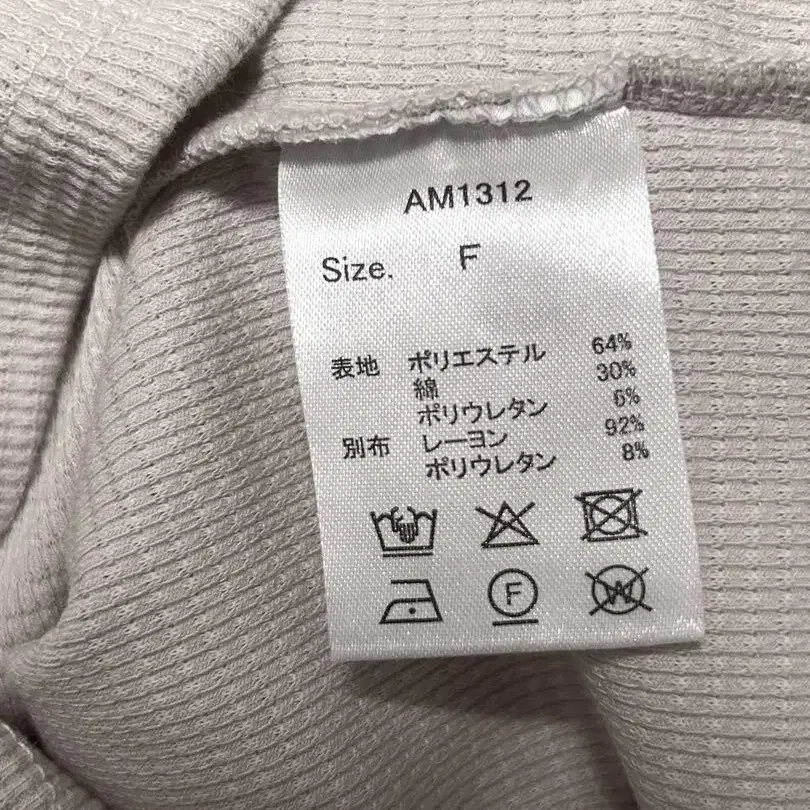 AM1312
Size. F
表地 ポリエステル 64%
綿 30%
ポリウレタン 6%
別布 レーヨン 92%
ポリウレタン 8%
F W